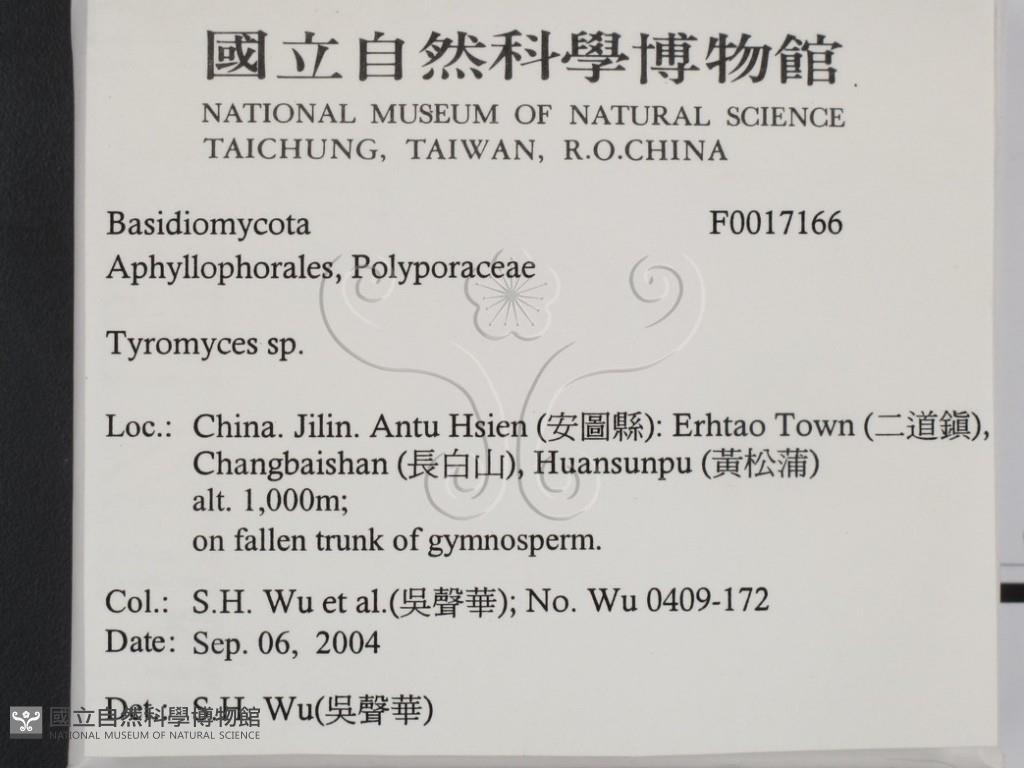 國立自然科學博物館
NATIONAL MUSEUM OF NATURAL SCIENCE
TAICHUNG, TAIWAN, R.O.CHINA
Basidiomycota F0017166
Aphyllophorales, Polyporaceae
Tyromyces sp.
Loc.: China. Jilin. Antu Hsien (安圖縣): Erhtao Town (二道鎭),
Changbaishan (長白山), Huansunpu (黃松蒲)
alt. 1,000m;
on fallen trunk of gymnosperm.
Col.: S.H. Wu et al.(吳聲華); No. Wu 0409-172
Date: Sep. 06, 2004
Det.: S.H. Wu(吳聲華)
國立自然科學博物館
NATIONAL MUSEUM OF NATURAL SCIENCE